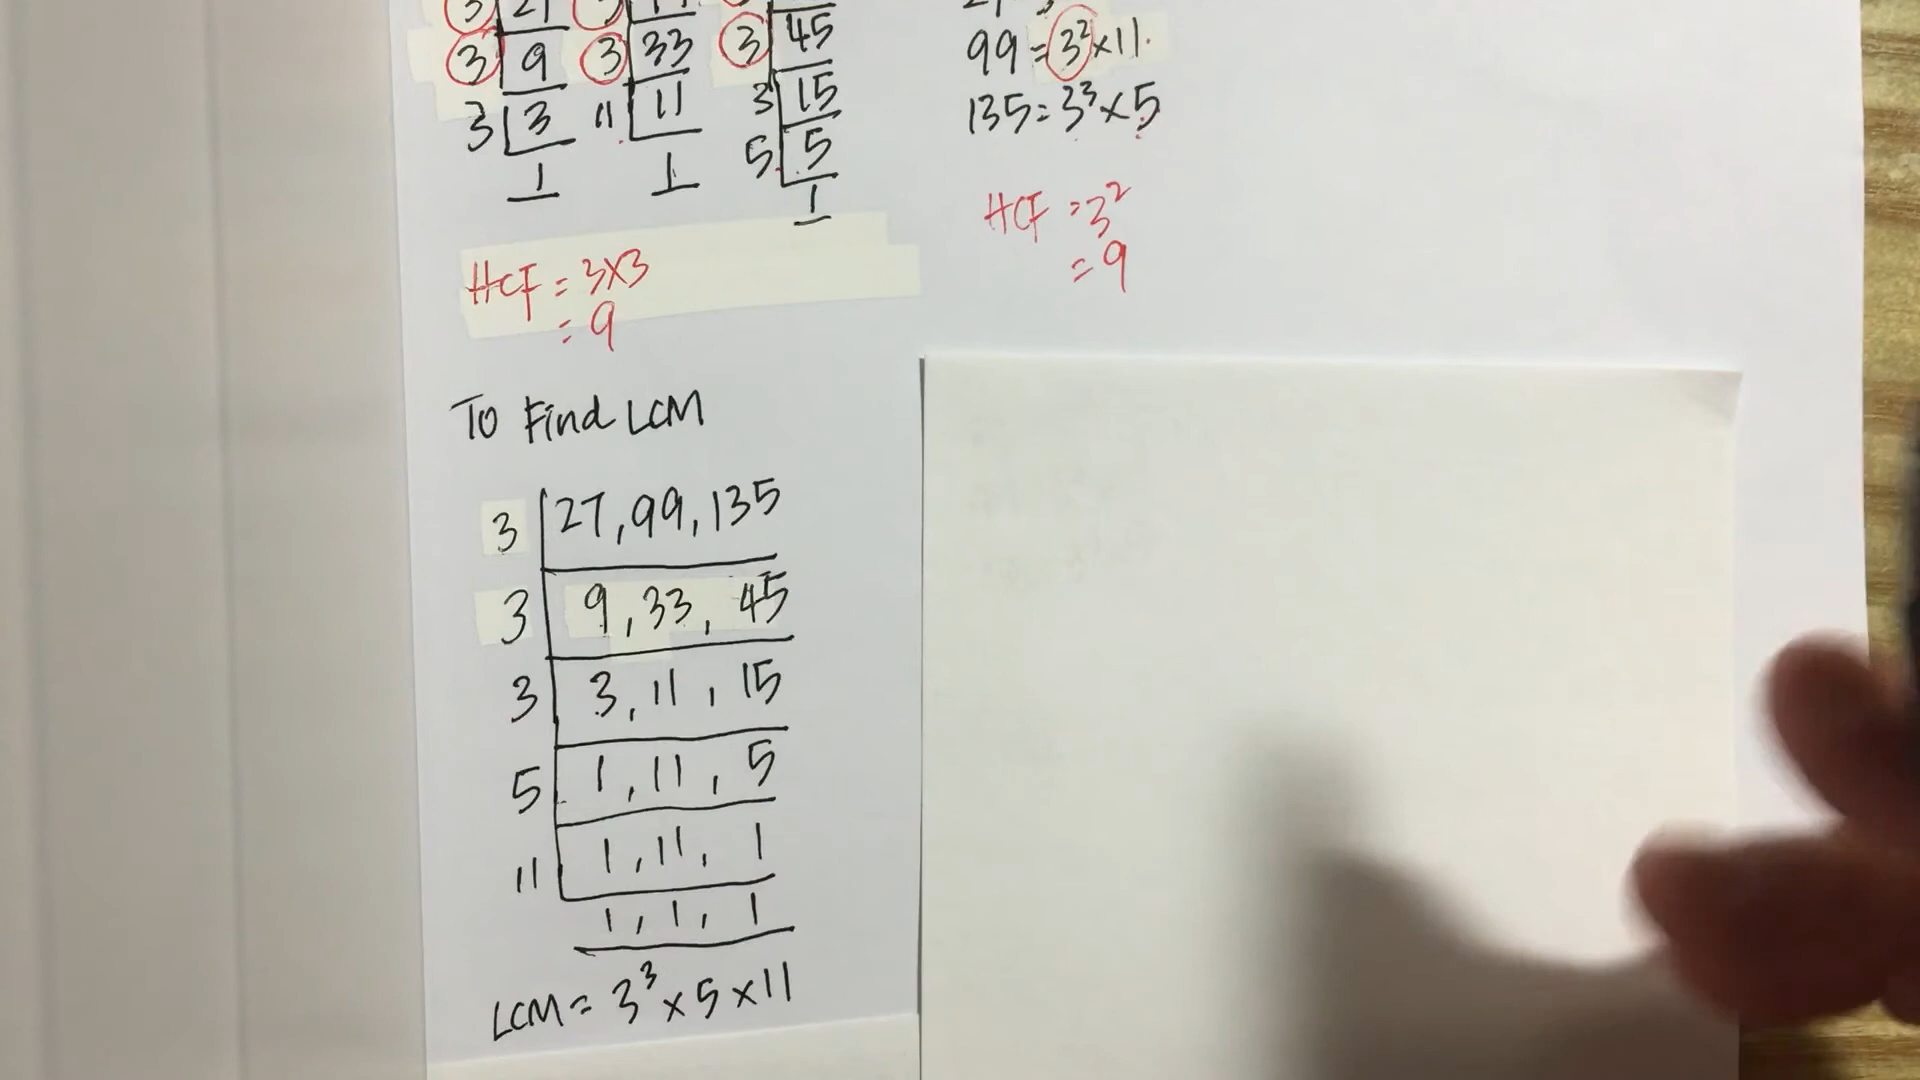 3 | 27
3 | 9
3 | 3
1
3
3 | 33
11 | 11
1
3 | 45
3 | 15
5 | 5
1
HCF = 3x3
= 9
99 = 3² x 11
135 = 3³ x 5
HCF = 3²
= 9
To Find LCM
3 | 27, 99, 135
3 | 9, 33, 45
3 | 3, 11, 15
5 | 1, 11, 5
11 | 1, 11, 1
1, 1, 1
LCM = 3³ x 5 x 11